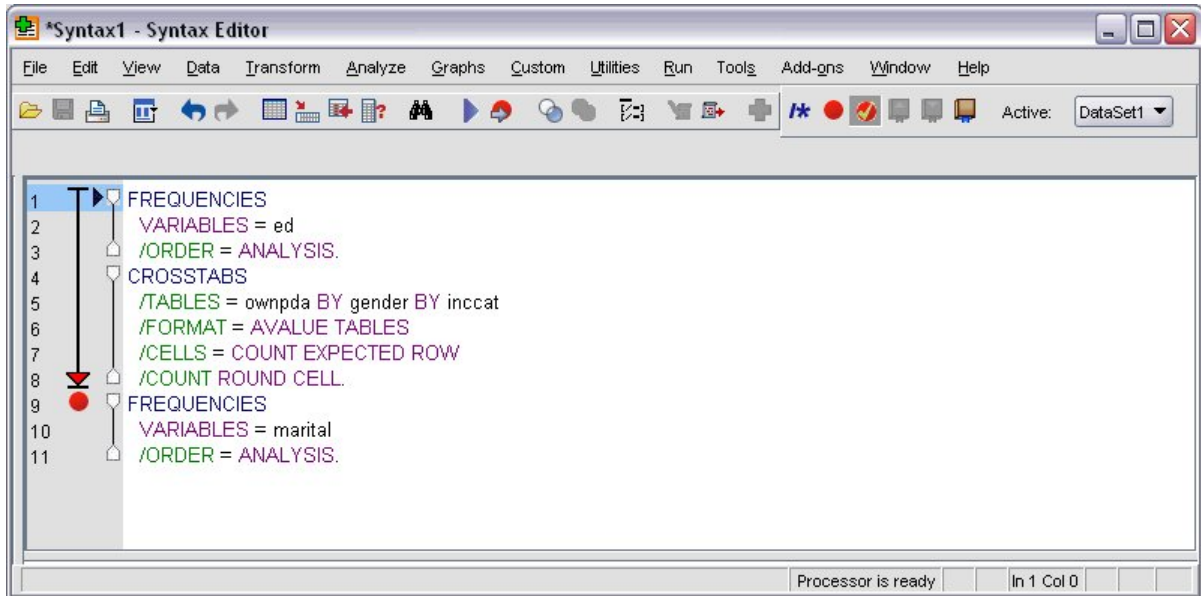 *Syntax1 - Syntax Editor
File Edit View Data Transform Analyze Graphs Custom Utilities Run Tools Add-ons Window Help
Active: DataSet1
1 FREQUENCIES
2 VARIABLES = ed
3 /ORDER = ANALYSIS.
4 CROSSTABS
5 /TABLES = ownpda BY gender BY inccat
6 /FORMAT = AVALUE TABLES
7 /CELLS = COUNT EXPECTED ROW
8 /COUNT ROUND CELL.
9 FREQUENCIES
10 VARIABLES = marital
11 /ORDER = ANALYSIS.
Processor is ready In 1 Col 0